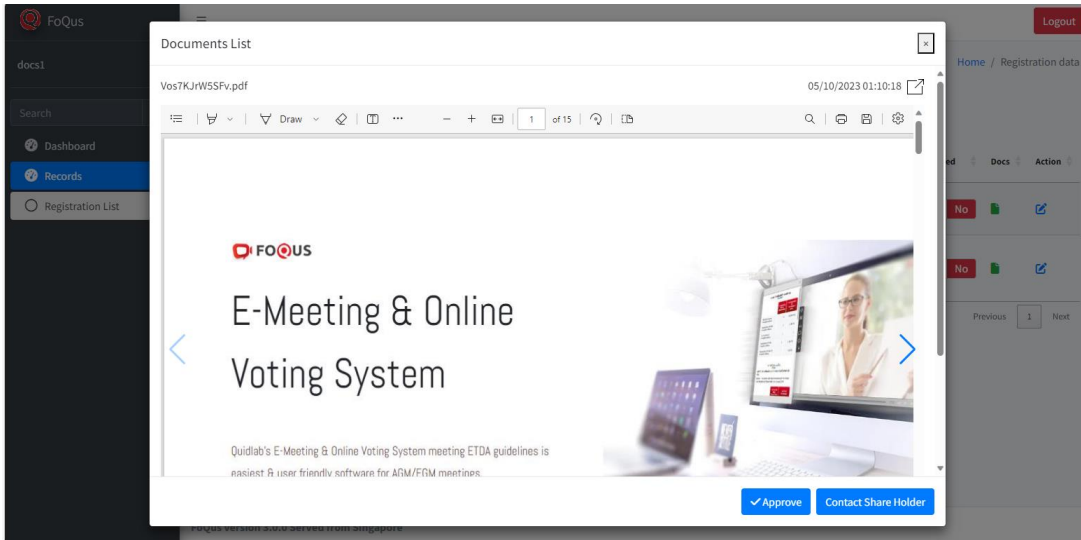 FoQus
Logout
docs1
Home / Registration data
Search
Dashboard
Records
Registration List
Documents List
x
Vos7KJrW5SFv.pdf
05/10/2023 01:10:18
Draw
1 of 15
FOQUS
E-Meeting & Online
Voting System
Quidlab's E-Meeting & Online Voting System meeting ETDA guidelines is
easiest & user friendly software for AGM/EGM meetings.
ed Docs Action
No
No
Previous 1 Next
Approve
Contact Share Holder
FoQus version 3.0.0 Served from Singapore